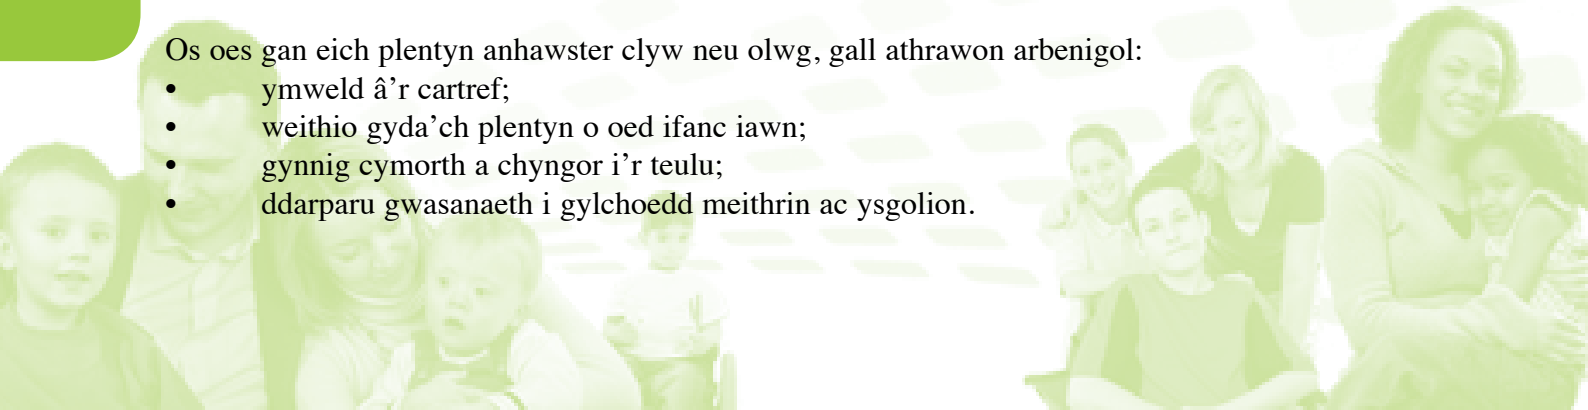 Os oes gan eich plentyn anhawster clyw neu olwg, gall athrawon arbenigol:
• ymweld â’r cartref;
• weithio gyda’ch plentyn o oed ifanc iawn;
• gynnig cymorth a chyngor i’r teulu;
• ddarparu gwasanaeth i gylchoedd meithrin ac ysgolion.